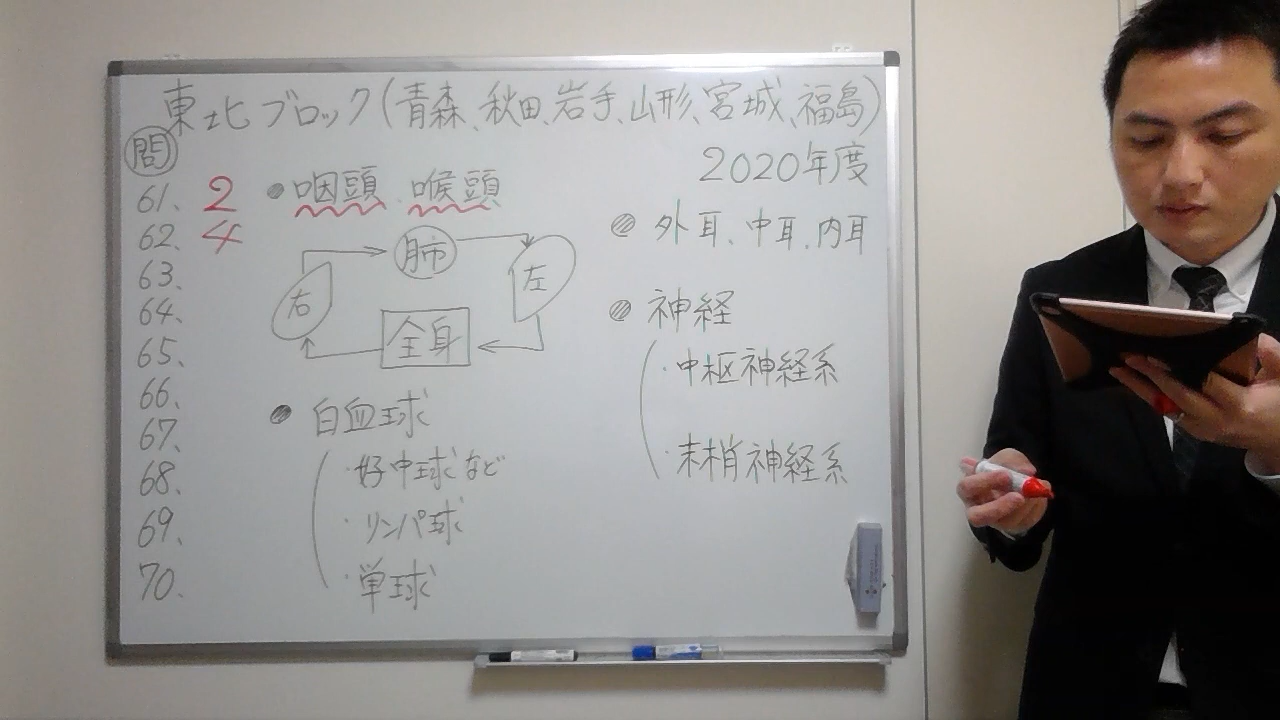 東北ブロック(青森、秋田、岩手、山形、宮城、福島)
2020年度
問
61、2
62、4
63、
64、
65、
66、
67、
68、
69、
70、
●咽頭、喉頭
肺
右
左
全身
●白血球
・好中球など
・リンパ球
・単球
●外耳、中耳、内耳
●神経
・中枢神経系
・末梢神経系